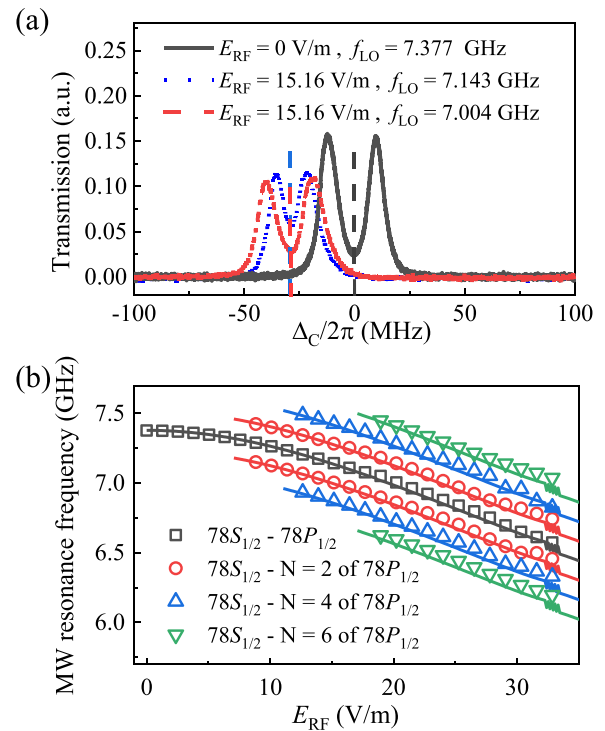 (a)
0.25
0.20
0.15
0.10
0.05
0.00
Transmission (a.u.)
E_RF = 0 V/m , f_LO = 7.377 GHz
E_RF = 15.16 V/m , f_LO = 7.143 GHz
E_RF = 15.16 V/m , f_LO = 7.004 GHz
-100 -50 0 50 100
Δ_C/2π (MHz)
(b)
MW resonance frequency (GHz)
7.5
7.0
6.5
6.0
78S_1/2 - 78P_1/2
78S_1/2 - N = 2 of 78P_1/2
78S_1/2 - N = 4 of 78P_1/2
78S_1/2 - N = 6 of 78P_1/2
0 10 20 30
E_RF (V/m)